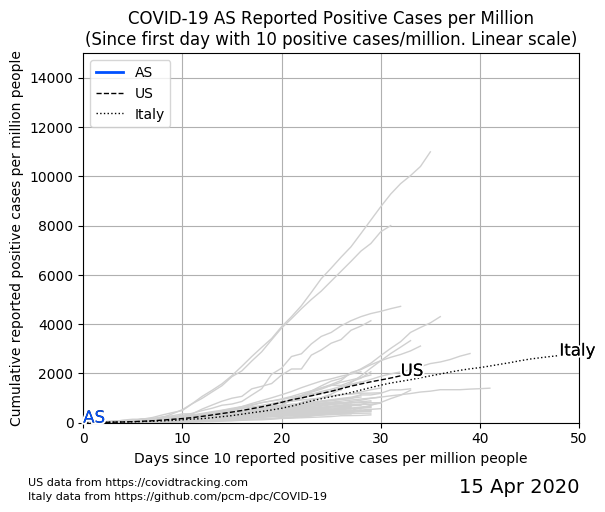 COVID-19 AS Reported Positive Cases per Million
(Since first day with 10 positive cases/million. Linear scale)
Cumulative reported positive cases per million people
14000
12000
10000
8000
6000
4000
2000
0
AS
US
Italy
Italy
US
AS
0 10 20 30 40 50
Days since 10 reported positive cases per million people
US data from https://covidtracking.com
Italy data from https://github.com/pcm-dpc/COVID-19
15 Apr 2020